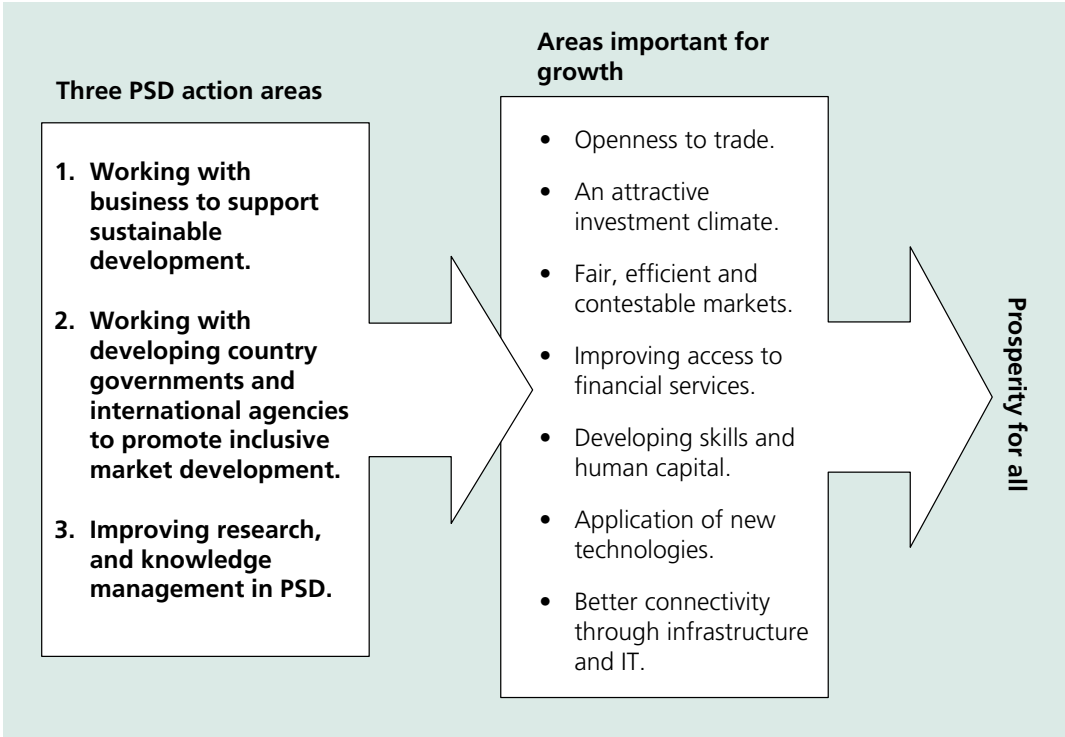 Three PSD action areas
1. Working with
business to support
sustainable
development.
2. Working with
developing country
governments and
international agencies
to promote inclusive
market development.
3. Improving research,
and knowledge
management in PSD.
Areas important for
growth
• Openness to trade.
• An attractive
investment climate.
• Fair, efficient and
contestable markets.
• Improving access to
financial services.
• Developing skills and
human capital.
• Application of new
technologies.
• Better connectivity
through infrastructure
and IT.
Prosperity for all